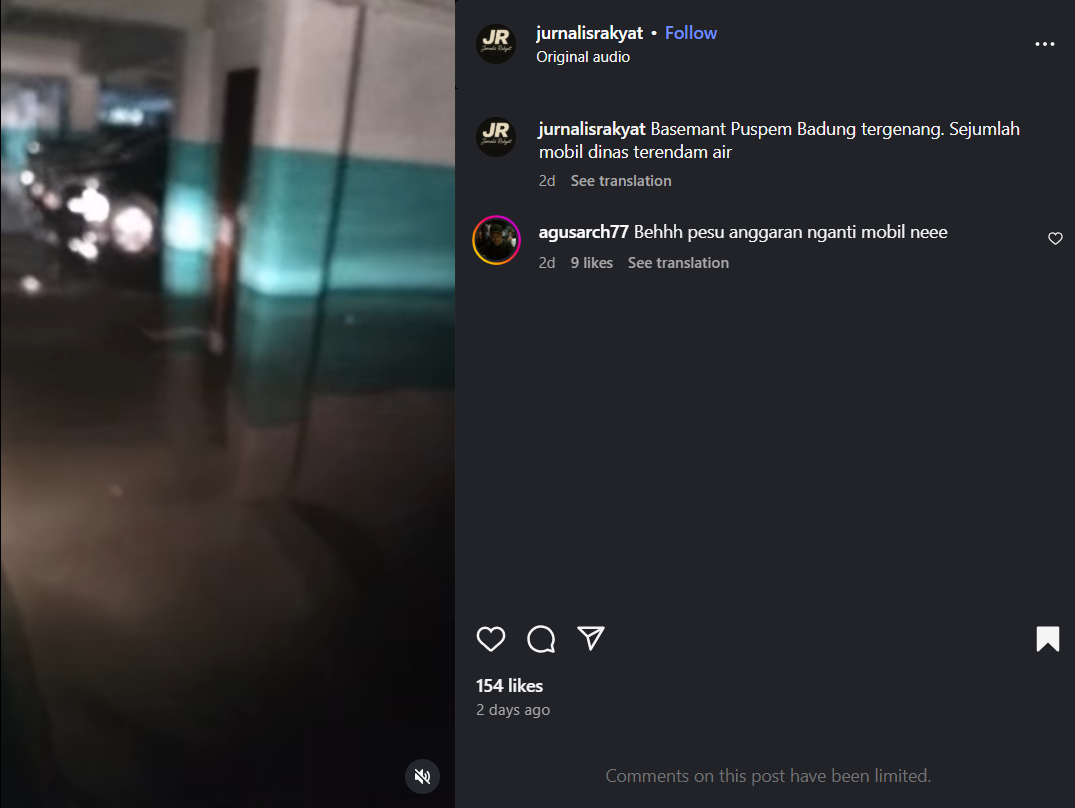 JR
jurnalisrakyat • Follow
Original audio
JR
jurnalisrakyat Basemant Puspem Badung tergenang. Sejumlah
mobil dinas terendam air
2d See translation
agusarch77 Behhh pesu anggaran nganti mobil neee
2d 9 likes See translation
154 likes
2 days ago
Comments on this post have been limited.